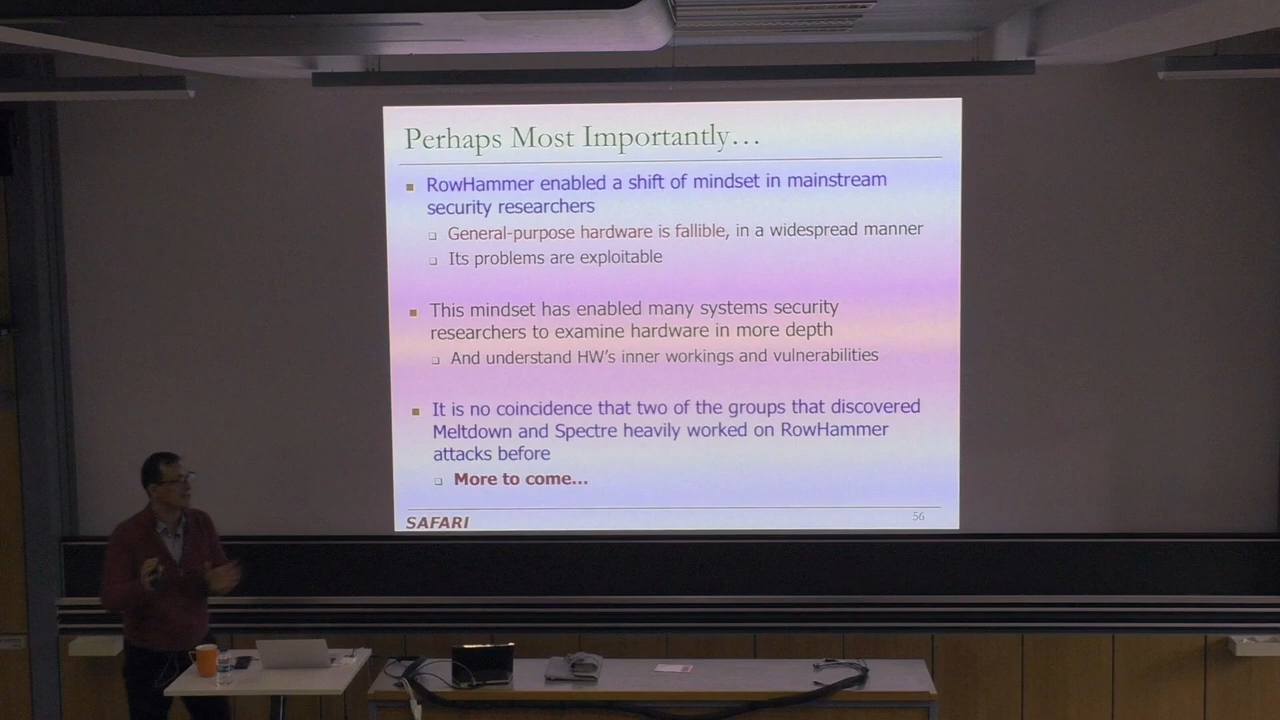 Perhaps Most Importantly…
RowHammer enabled a shift of mindset in mainstream
security researchers
General-purpose hardware is fallible, in a widespread manner
Its problems are exploitable
This mindset has enabled many systems security
researchers to examine hardware in more depth
And understand HW's inner workings and vulnerabilities
It is no coincidence that two of the groups that discovered
Meltdown and Spectre heavily worked on RowHammer
attacks before
More to come…
SAFARI
56